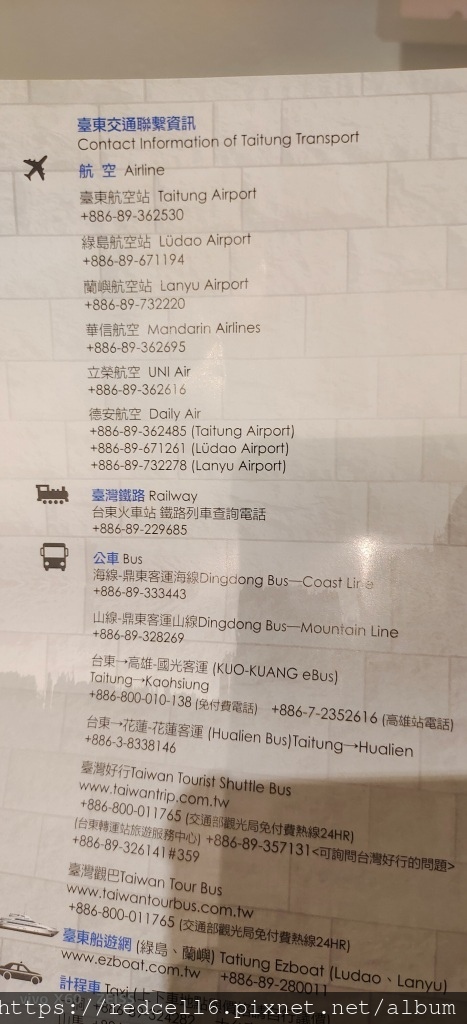 臺東交通聯繫資訊
Contact Information of Taitung Transport
航 空 Airline
臺東航空站 Taitung Airport
+886-89-362530
綠島航空站 Lüdao Airport
+886-89-671194
蘭嶼航空站 Lanyu Airport
+886-89-732220
華信航空 Mandarin Airlines
+886-89-362695
立榮航空 UNI Air
+886-89-362616
德安航空 Daily Air
+886-89-362485 (Taitung Airport)
+886-89-671261 (Lüdao Airport)
+886-89-732278 (Lanyu Airport)
臺灣鐵路 Railway
台東火車站 鐵路列車查詢電話
+886-89-229685
公車 Bus
海線-鼎東客運海線Dingdong Bus—Coast Line
+886-89-333443
山線-鼎東客運山線Dingdong Bus—Mountain Line
+886-89-328269
台東→高雄-國光客運 (KUO-KUANG eBus)
Taitung→Kaohsiung
+886-800-010-138 (免付費電話) +886-7-2352616 (高雄站電話)
台東→花蓮-花蓮客運 (Hualien Bus)Taitung→Hualien
+886-3-8338146
臺灣好行Taiwan Tourist Shuttle Bus
www.taiwantrip.com.tw
+886-800-011765 (交通部觀光局免付費熱線24HR)
(台東轉運站旅遊服務中心) +886-89-357131<可詢問台灣好行的問題>
+886-89-326141#359
臺灣觀巴Taiwan Tour Bus
www.taiwantourbus.com.tw
+886-800-011765 (交通部觀光局免付費熱線24HR)
臺東船遊網 (綠島、蘭嶼) Tatiung Ezboat (Ludao、Lanyu)
www.ezboat.com.tw +886-89-280011
計程車 Taxi
https://redcell6.pixnet.net/album